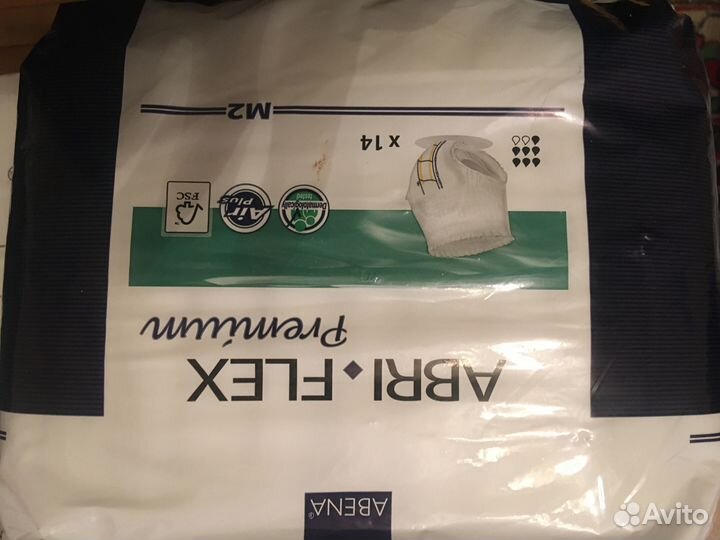 ABENA®
ABRI·FLEX
Premium
Dermatologically tested
Air Plus
FSC
x 14
M2
Avito